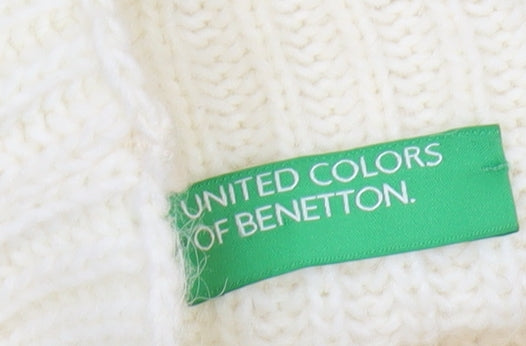 UNITED COLORS
OF BENETTON.